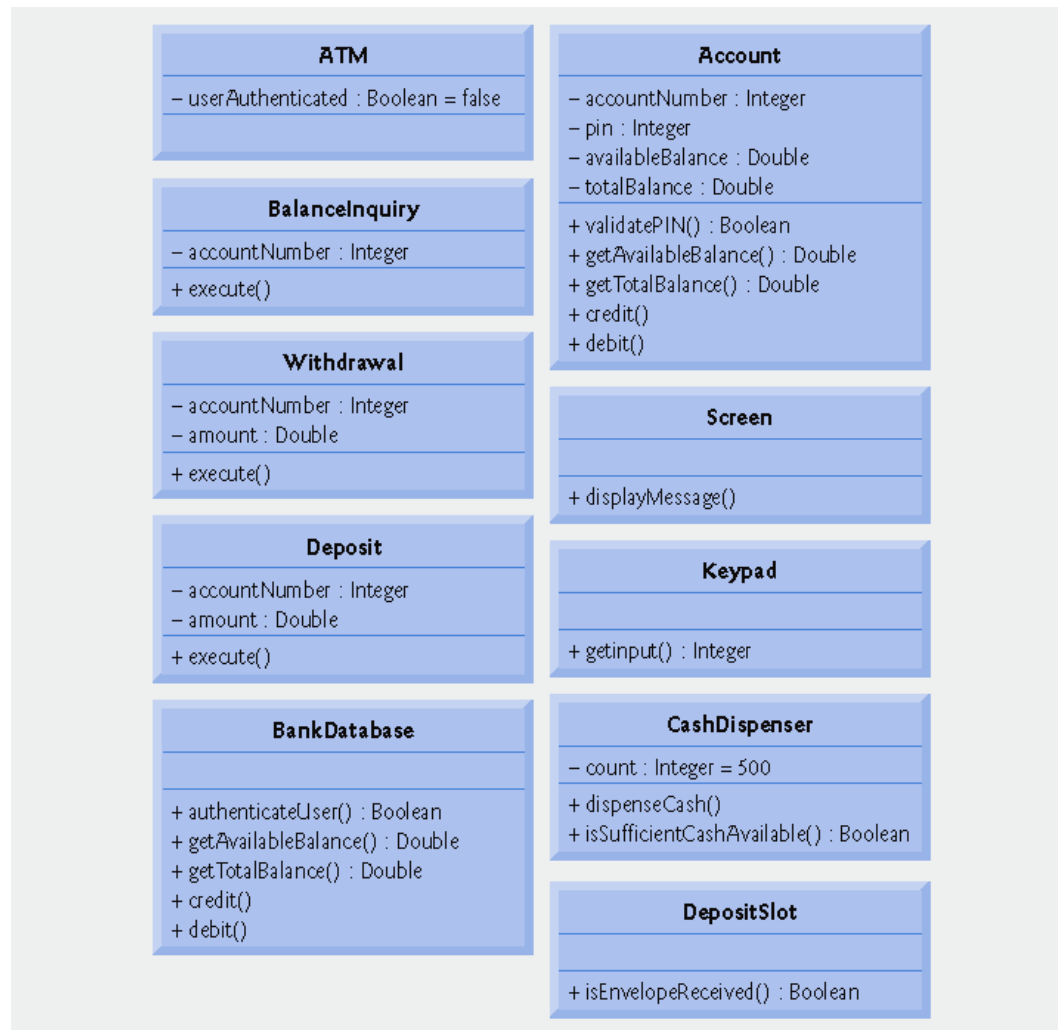 ATM
– userAuthenticated : Boolean = false
BalanceInquiry
– accountNumber : Integer
+ execute()
Withdrawal
– accountNumber : Integer
– amount : Double
+ execute()
Deposit
– accountNumber : Integer
– amount : Double
+ execute()
BankDatabase
+ authenticateUser() : Boolean
+ getAvailableBalance() : Double
+ getTotalBalance() : Double
+ credit()
+ debit()
Account
– accountNumber : Integer
– pin : Integer
– availableBalance : Double
– totalBalance : Double
+ validatePIN() : Boolean
+ getAvailableBalance() : Double
+ getTotalBalance() : Double
+ credit()
+ debit()
Screen
+ displayMessage()
Keypad
+ getinput() : Integer
CashDispenser
– count : Integer = 500
+ dispenseCash()
+ isSufficientCashAvailable() : Boolean
DepositSlot
+ isEnvelopeReceived() : Boolean